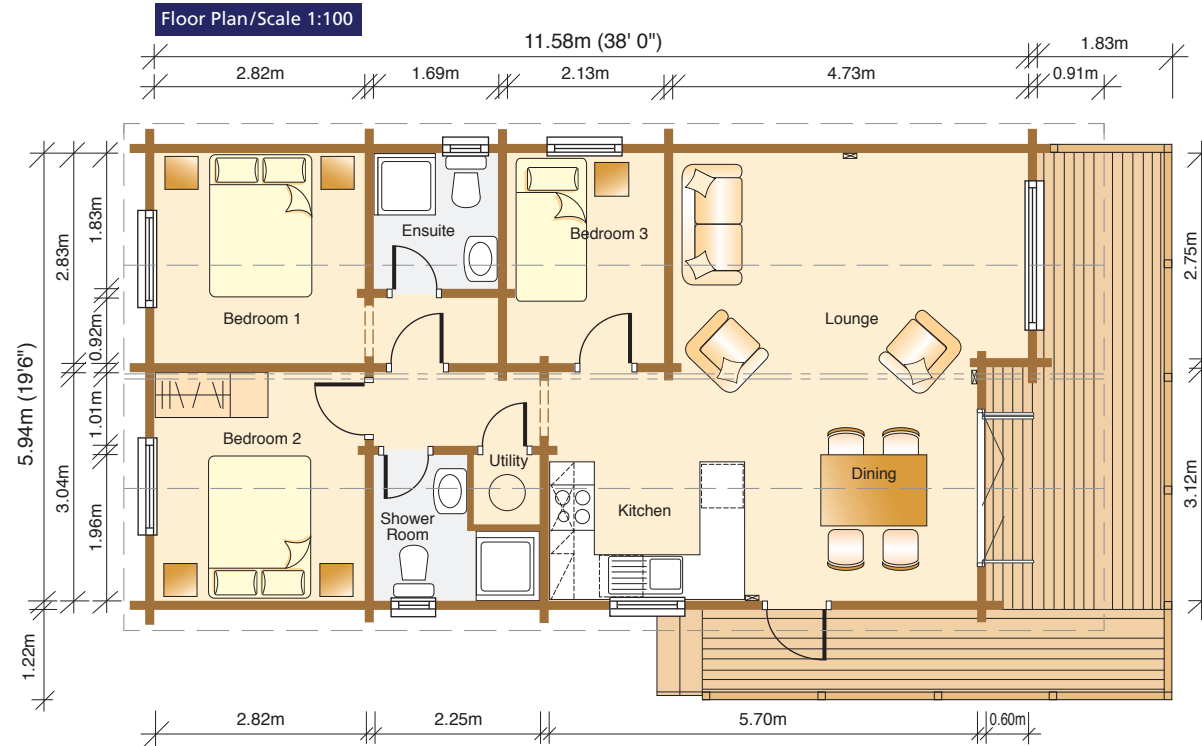 Floor Plan/Scale 1:100
11.58m (38' 0")
1.83m
2.82m
1.69m
2.13m
4.73m
0.91m
5.94m (19'6")
2.83m
3.04m
1.83m
0.92m
1.01m
1.96m
1.22m
2.75m
3.12m
Ensuite
Bedroom 3
Bedroom 1
Lounge
Bedroom 2
Utility
Dining
Kitchen
Shower
Room
2.82m
2.25m
5.70m
0.60m